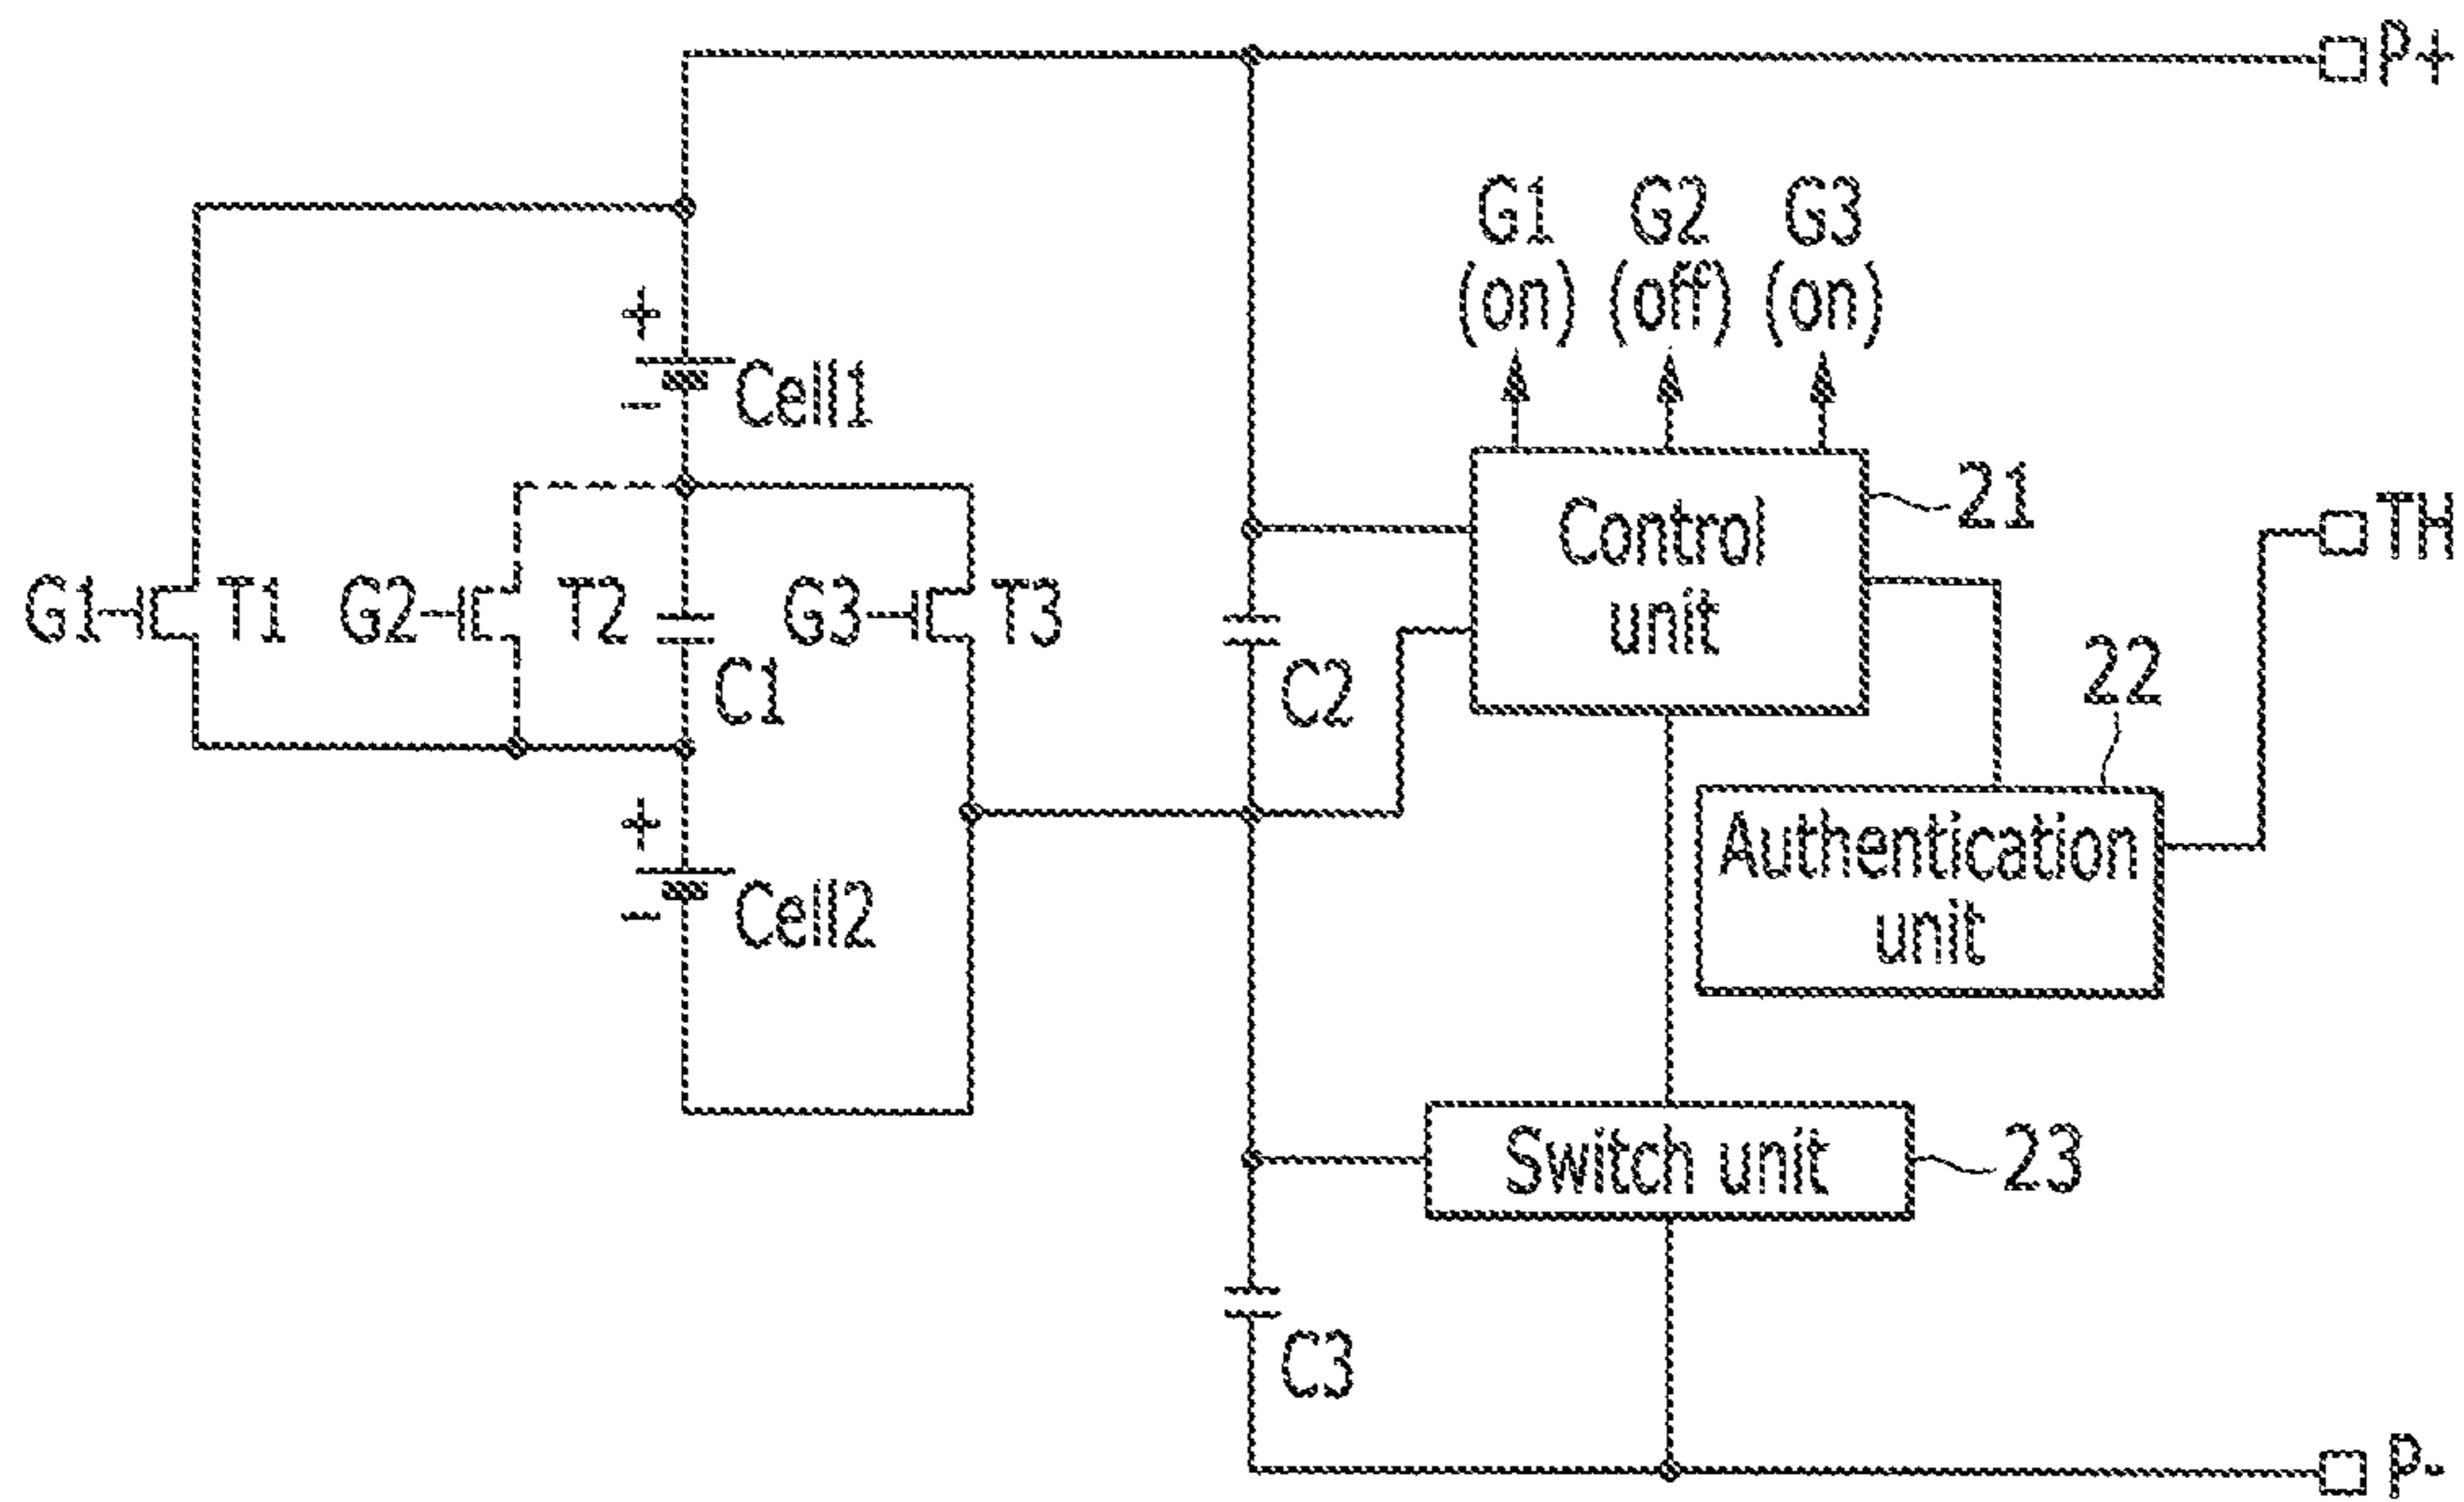 P+
G1 G2 G3
(on) (off) (on)
+
Cell1
-
21
Control
unit
TH
G1 T1 G2 T2 G3 T3
C1
C2
22
+
Authentication
unit
Cell2
-
Switch unit
23
C3
P-